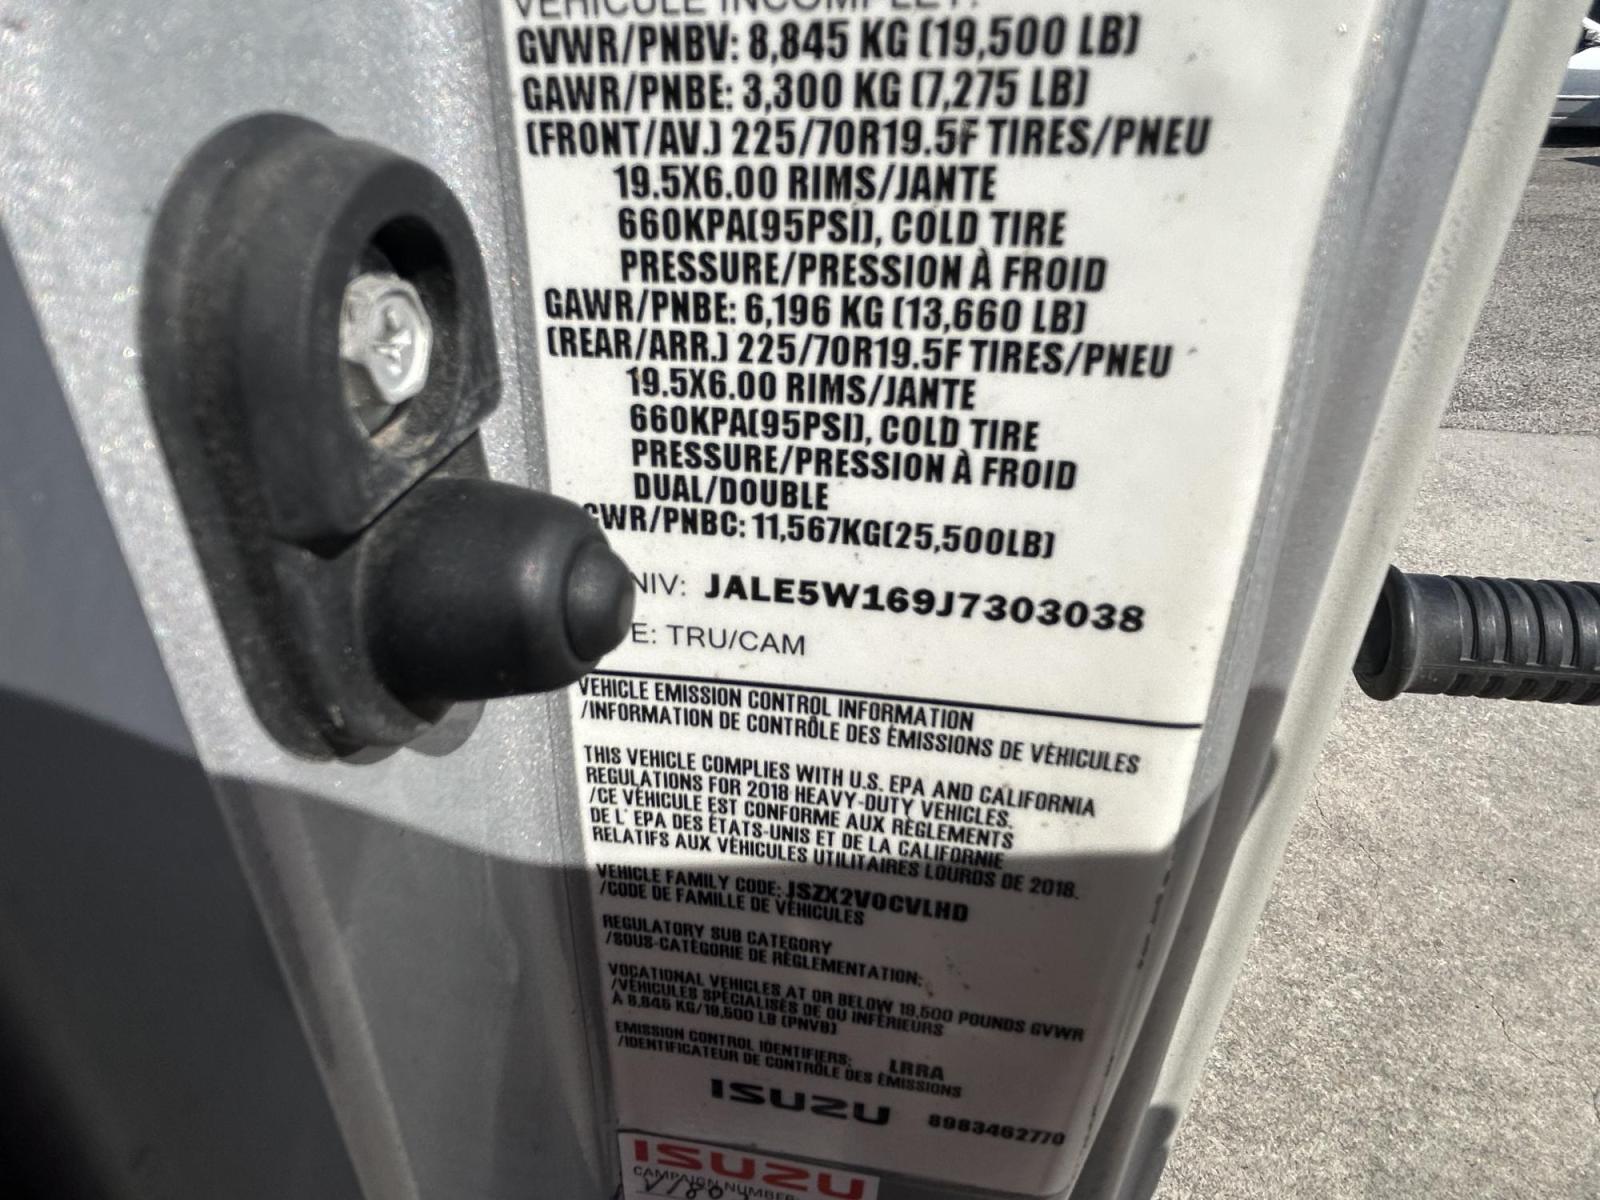 VEHICULE INCOMPLET:
GVWR/PNBV: 8,845 KG (19,500 LB)
GAWR/PNBE: 3,300 KG (7,275 LB)
(FRONT/AV.) 225/70R19.5F TIRES/PNEU
19.5X6.00 RIMS/JANTE
660KPA(95PSI), COLD TIRE
PRESSURE/PRESSION À FROID
GAWR/PNBE: 6,196 KG (13,660 LB)
(REAR/ARR.) 225/70R19.5F TIRES/PNEU
19.5X6.00 RIMS/JANTE
660KPA(95PSI), COLD TIRE
PRESSURE/PRESSION À FROID
DUAL/DOUBLE
CWR/PNBC: 11,567KG(25,500LB)
NIV: JALE5W169J7303038
E: TRU/CAM
VEHICLE EMISSION CONTROL INFORMATION
/INFORMATION DE CONTRÔLE DES ÉMISSIONS DE VÉHICULES
THIS VEHICLE COMPLIES WITH U.S. EPA AND CALIFORNIA
REGULATIONS FOR 2018 HEAVY-DUTY VEHICLES.
/CE VÉHICULE EST CONFORME AUX RÈGLEMENTS
DE L' EPA DES ÉTATS-UNIS ET DE LA CALIFORNIE
RELATIFS AUX VÉHICULES UTILITAIRES LOURDS DE 2018.
VEHICLE FAMILY CODE: JSZX2VOCVLHD
/CODE DE FAMILLE DE VÉHICULES
REGULATORY SUB CATEGORY
/SOUS-CATÉGORIE DE RÈGLEMENTATION:
VOCATIONAL VEHICLES AT OR BELOW 19,500 POUNDS GVWR
/VÉHICULES SPÉCIALISÉS DE OU INFÉRIEURS
À 8,845 KG/19,500 LB (PNVB)
EMISSION CONTROL IDENTIFIERS: LRRA
/IDENTIFICATEUR DE CONTRÔLE DES ÉMISSIONS
ISUZU 8983462770
ISUZU
CAMPAIGN NUMBER